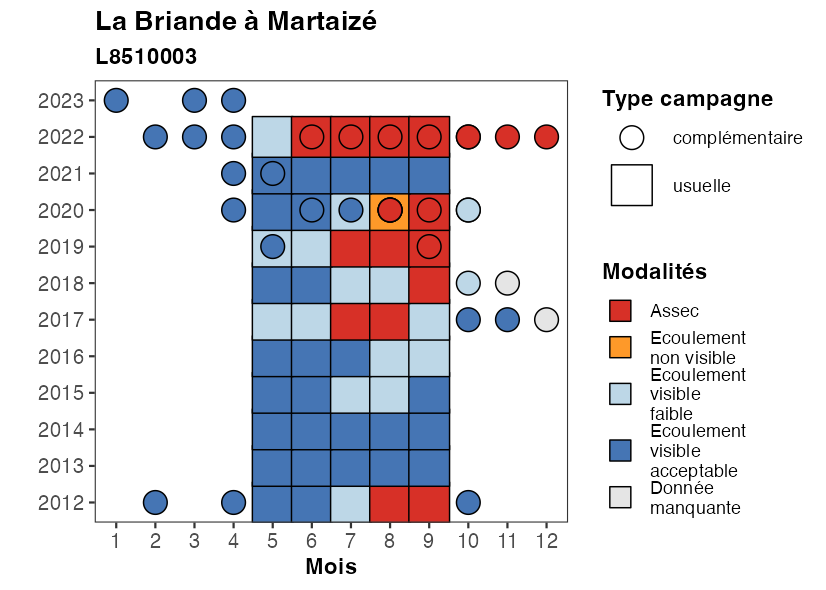 La Briande à Martaizé
L8510003
2023
2022
2021
2020
2019
2018
2017
2016
2015
2014
2013
2012
1 2 3 4 5 6 7 8 9 10 11 12
Mois
Type campagne
complémentaire
usuelle
Modalités
Assec
Ecoulement
non visible
Ecoulement
visible
faible
Ecoulement
visible
acceptable
Donnée
manquante